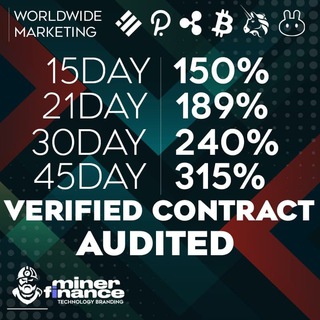 WORLDWIDE
MARKETING
15DAY 150%
21DAY 189%
30DAY 240%
45DAY 315%
VERIFIED CONTRACT
AUDITED
miner
finance
TECHNOLOGY BRANDING